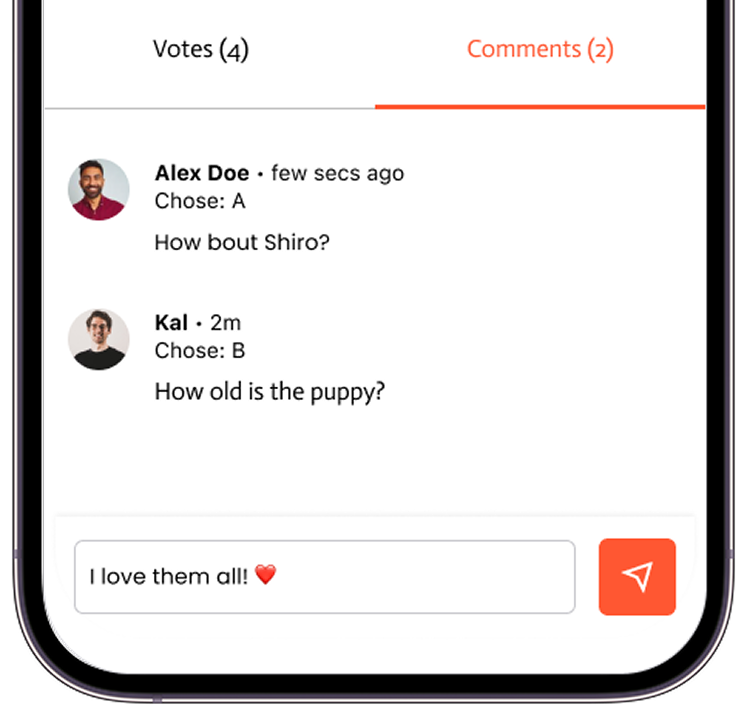 Votes (4)
Comments (2)
Alex Doe • few secs ago
Chose: A
How bout Shiro?
Kal • 2m
Chose: B
How old is the puppy?
I love them all! ❤️